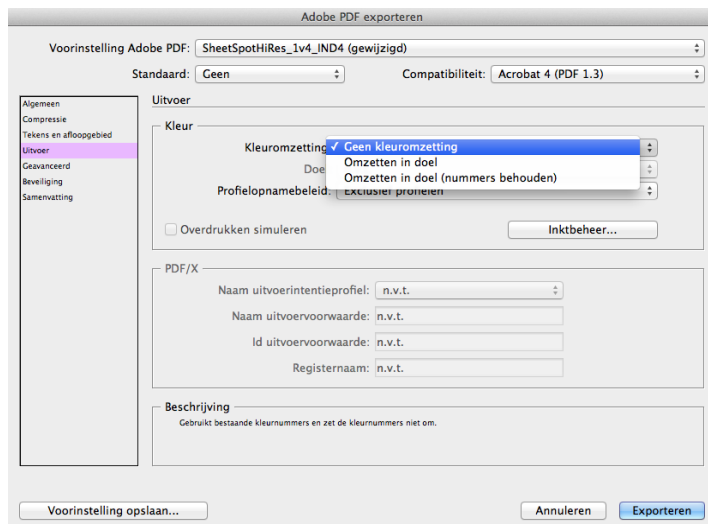 Adobe PDF exporteren
Voorinstelling Adobe PDF: SheetSpotHiRes_1v4_IND4 (gewijzigd)
Standaard: Geen Compatibiliteit: Acrobat 4 (PDF 1.3)
Algemeen
Compressie
Tekens en afloopgebied
Uitvoer
Geavanceerd
Beveiliging
Samenvatting
Uitvoer
Kleur
Kleuromzetting ✓ Geen kleuromzetting
Omzetten in doel
Omzetten in doel (nummers behouden)
Doe
Profielopnamebeleid: Exclusief profielen
Overdrukken simuleren Inktbeheer...
PDF/X
Naam uitvoerintentieprofiel: n.v.t.
Naam uitvoervoorwaarde: n.v.t.
Id uitvoervoorwaarde: n.v.t.
Registernaam: n.v.t.
Beschrijving
Gebruikt bestaande kleurnummers en zet de kleurnummers niet om.
Voorinstelling opslaan... Annuleren Exporteren